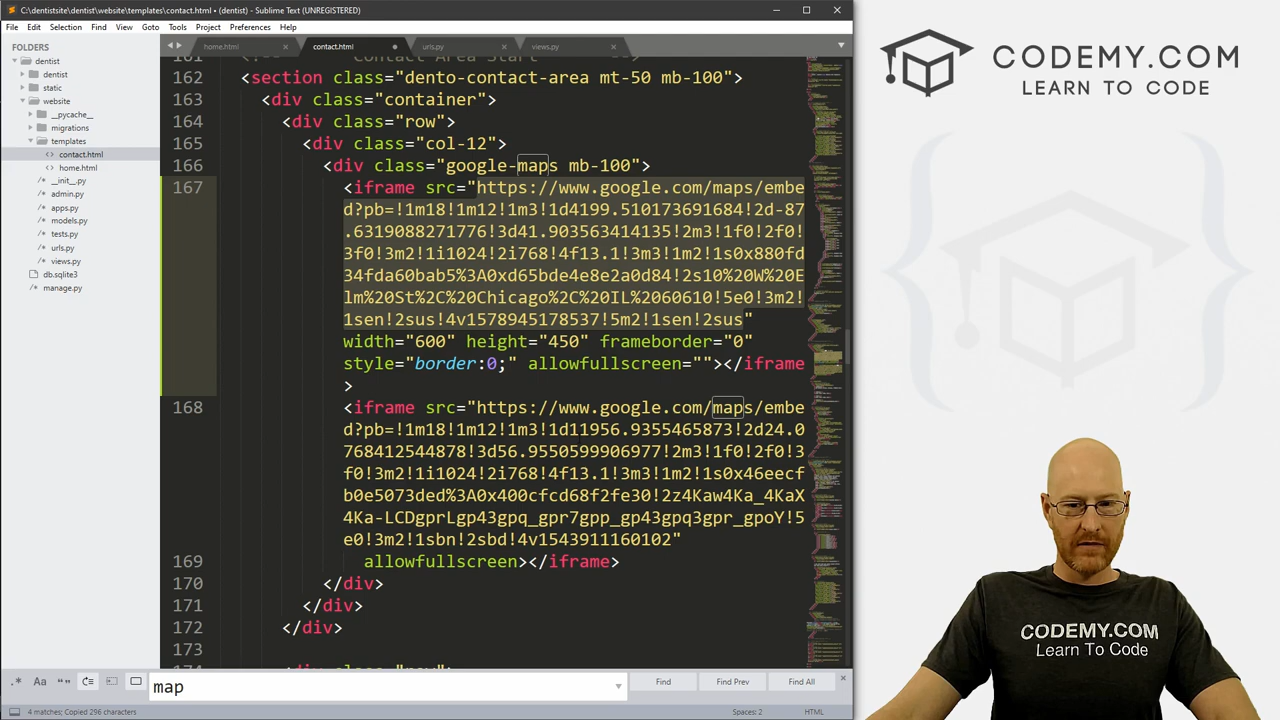 C:\dentistsite\dentist\website\templates\contact.html • (dentist) - Sublime Text (UNREGISTERED)
File Edit Selection Find View Goto Tools Project Preferences Help
FOLDERS
dentist
dentist
static
website
__pycache__
migrations
templates
contact.html
home.html
__init__.py
admin.py
apps.py
models.py
tests.py
urls.py
views.py
db.sqlite3
manage.py
home.html × contact.html • urls.py × views.py ×
162 <section class="dento-contact-area mt-50 mb-100">
163 <div class="container">
164 <div class="row">
165 <div class="col-12">
166 <div class="google-maps mb-100">
167 <iframe src="https://www.google.com/maps/embe
d?pb=!1m18!1m12!1m3!1d4199.510173691684!2d-87
.6319088271776!3d41.903563414135!2m3!1f0!2f0!
3f0!3m2!1i1024!2i768!4f13.1!3m3!1m2!1s0x880fd
34fda60bab5%3A0xd65bde4e8e2a0d84!2s10%20W%20E
lm%20St%2C%20Chicago%2C%20IL%2060610!5e0!3m2!
1sen!2sus!4v1578945178537!5m2!1sen!2sus"
width="600" height="450" frameborder="0"
style="border:0;" allowfullscreen=""></iframe
>
168 <iframe src="https://www.google.com/maps/embe
d?pb=!1m18!1m12!1m3!1d11956.9355465873!2d24.0
768412544878!3d56.9550599906977!2m3!1f0!2f0!3
f0!3m2!1i1024!2i768!4f13.1!3m3!1m2!1s0x46eecf
b0e5073ded%3A0x400cfcd68f2fe30!2z4Kaw4Ka_4KaX
4Ka-LCDgprLgp43gpq_gpr7gpp_gp43gpq3gpr_gpoY!5
e0!3m2!1sbn!2sbd!4v1543911160102"
169 allowfullscreen></iframe>
170 </div>
171 </div>
172 </div>
173
map
Find Find Prev Find All
4 matches; Copied 296 characters
Spaces: 2 HTML
CODEMY.COM
LEARN TO CODE
CODEMY.COM
Learn To Code